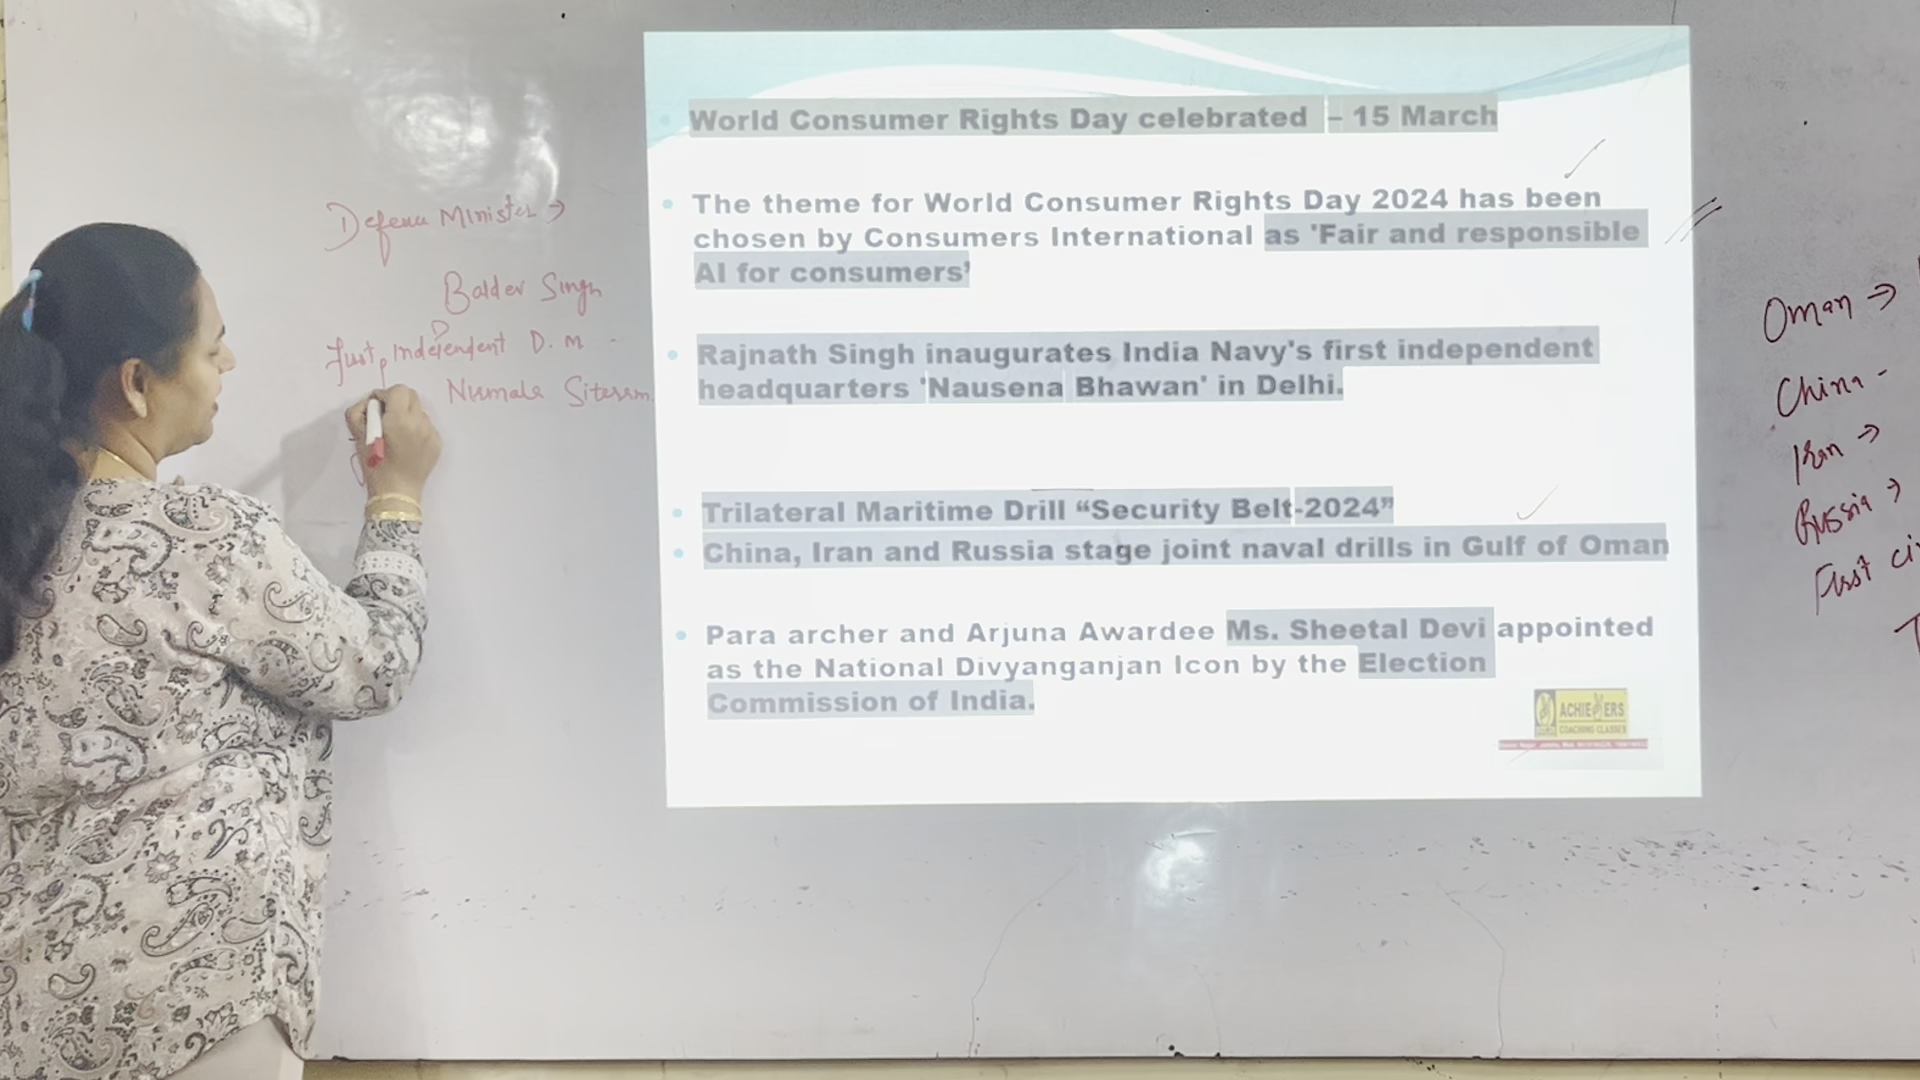 World Consumer Rights Day celebrated – 15 March
The theme for World Consumer Rights Day 2024 has been
chosen by Consumers International as 'Fair and responsible
AI for consumers’
Rajnath Singh inaugurates India Navy's first independent
headquarters 'Nausena Bhawan' in Delhi.
Trilateral Maritime Drill “Security Belt-2024”
China, Iran and Russia stage joint naval drills in Gulf of Oman
Para archer and Arjuna Awardee Ms. Sheetal Devi appointed
as the National Divyanganjan Icon by the Election
Commission of India.
ACHIEVERS
COACHING CLASSES
Minister →
Baldev Singh
Independent D.M
Oman →
China -
Iran →
Russia →
First